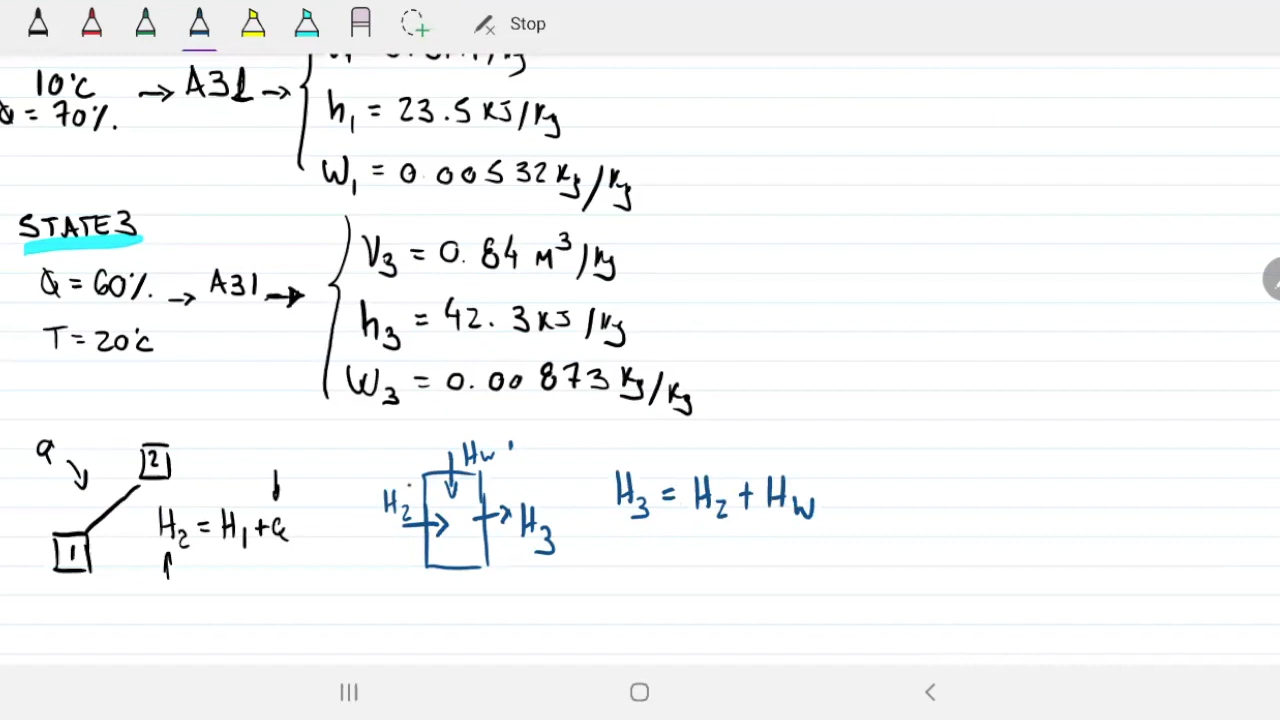 Stop
10°C → A31 →
Q = 70%.
h1 = 23.5 KJ/Kg
W1 = 0.00532 Kg/Kg
STATE 3
Q = 60%. → A31 →
T = 20°C
V3 = 0.84 m³/Kg
h3 = 42.3 KJ/Kg
W3 = 0.00873 Kg/Kg
Q
2
1
H2 = H1 + Q
Hw
H2
H3
H3 = H2 + Hw